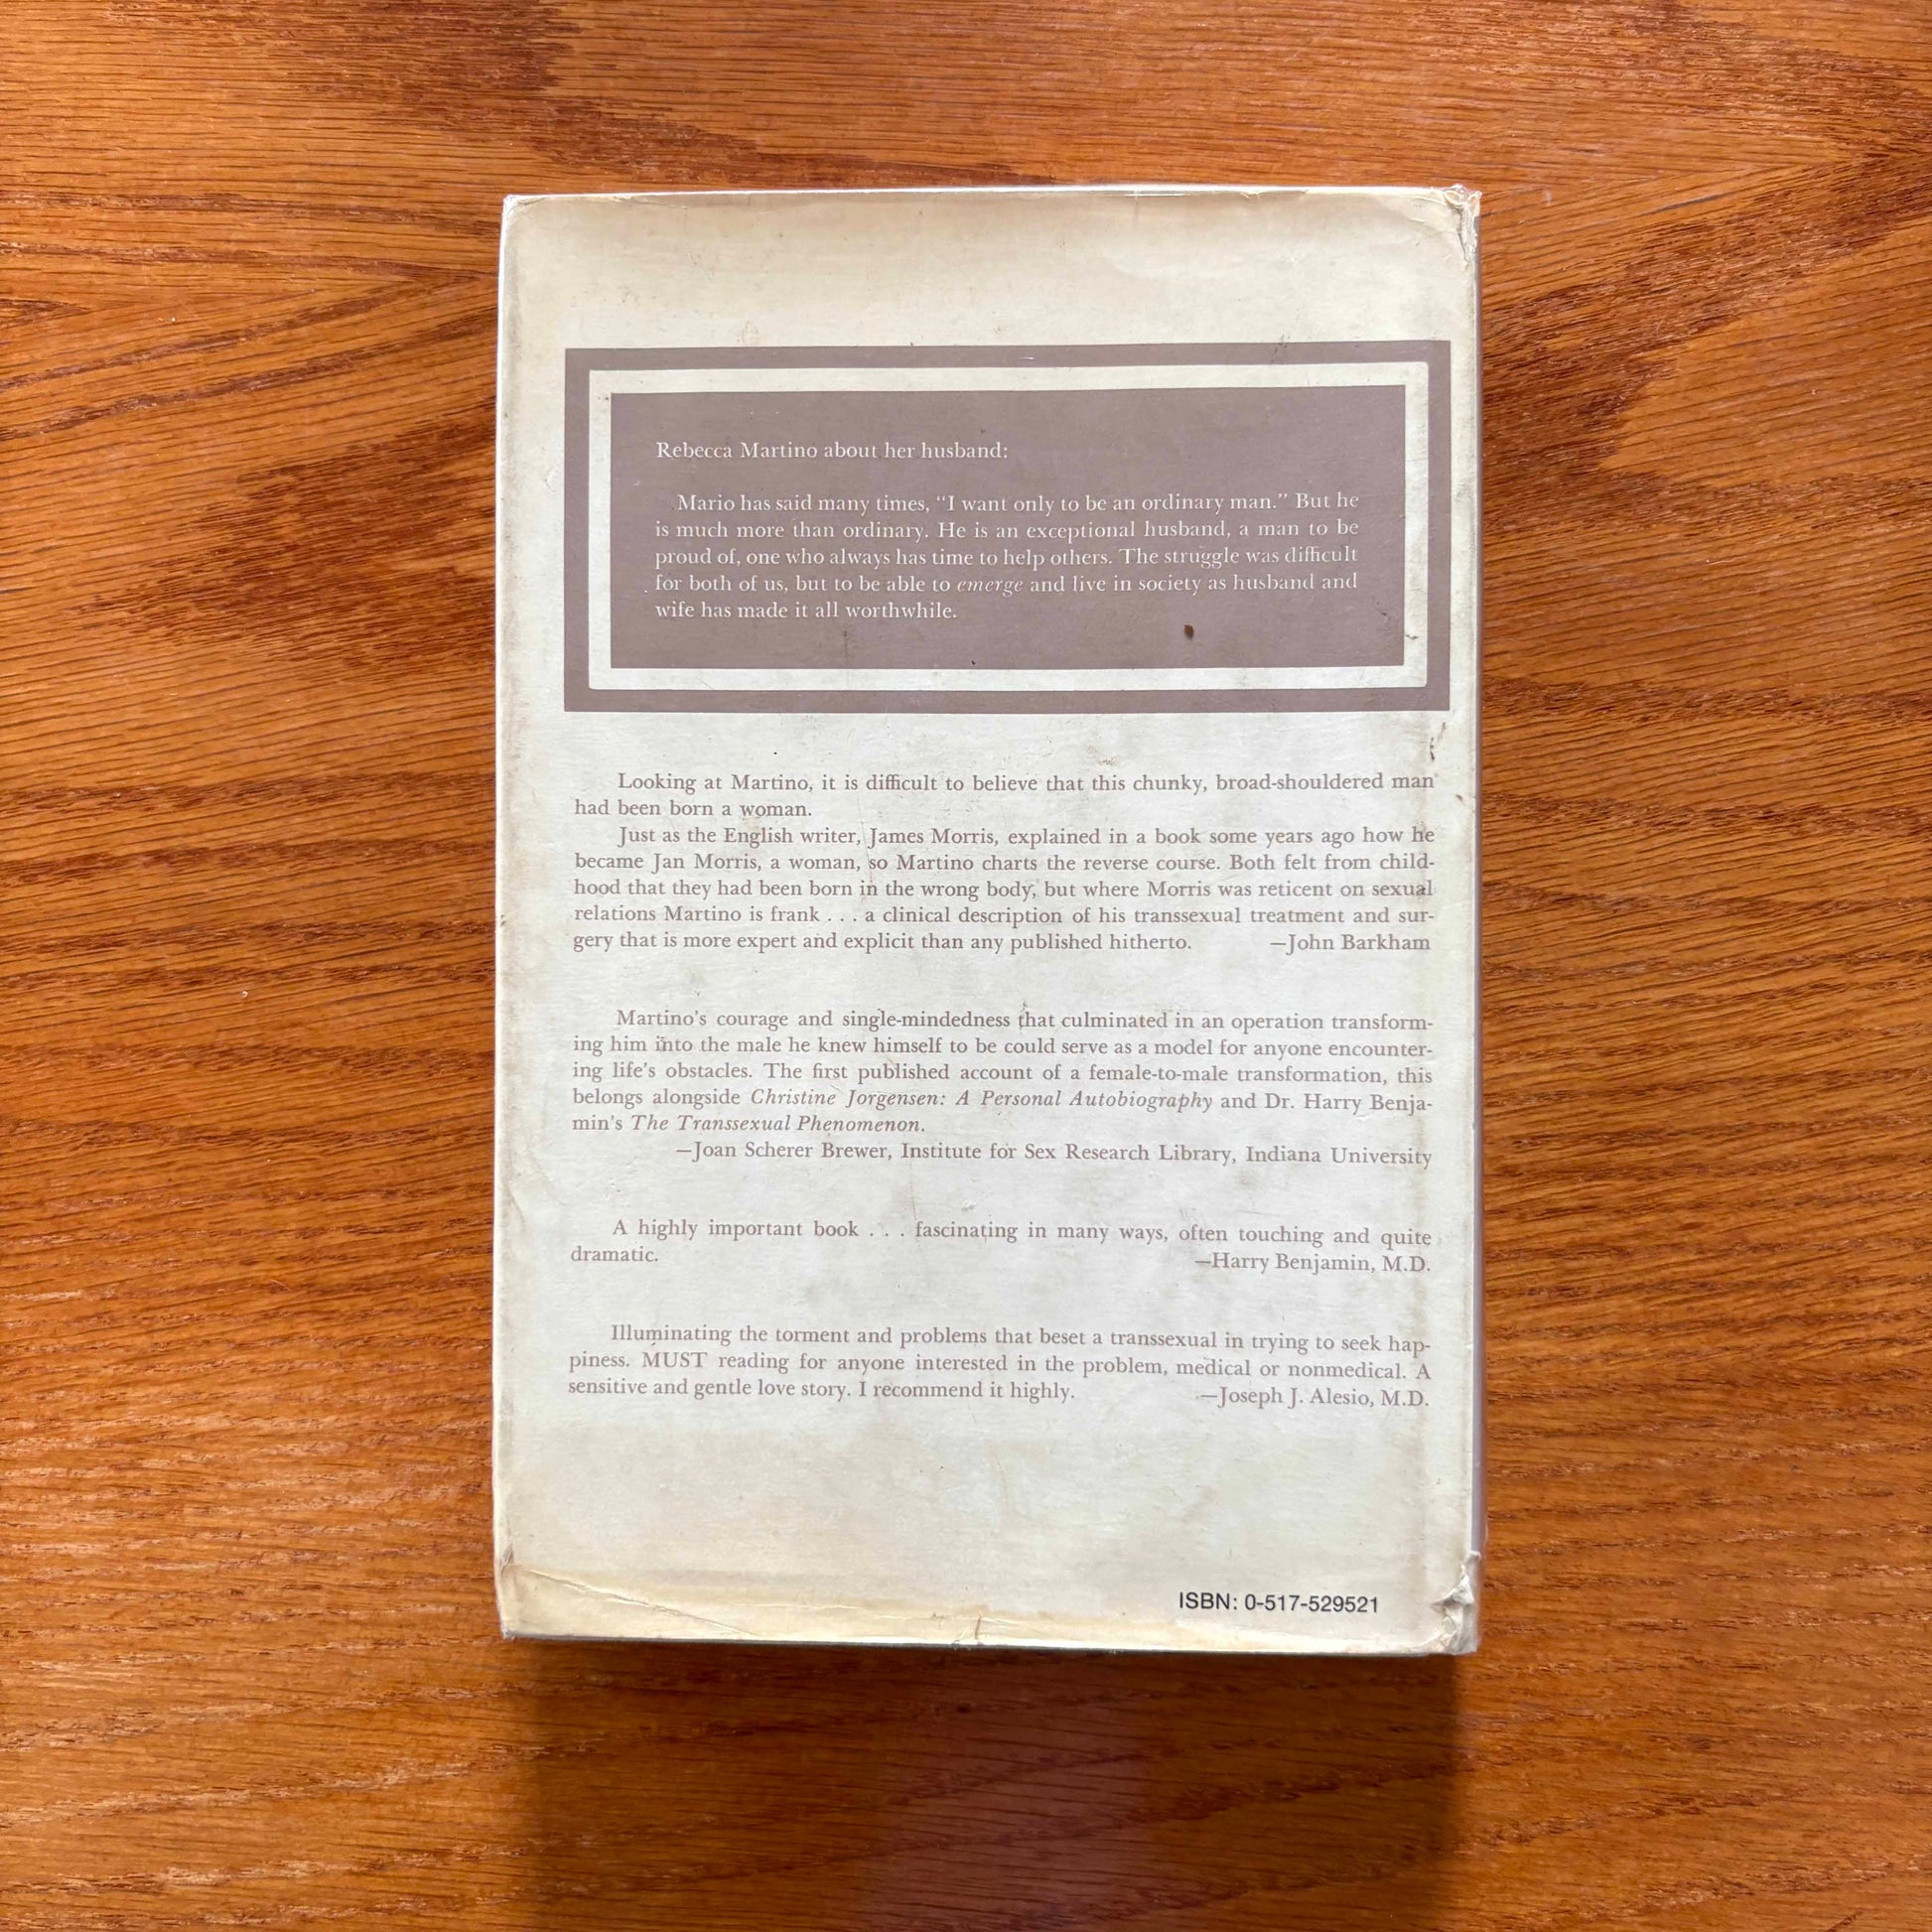 Rebecca Martino about her husband:
Mario has said many times, “I want only to be an ordinary man.” But he
is much more than ordinary. He is an exceptional husband, a man to be
proud of, one who always has time to help others. The struggle was difficult
for both of us, but to be able to emerge and live in society as husband and
wife has made it all worthwhile.
Looking at Martino, it is difficult to believe that this chunky, broad-shouldered man
had been born a woman.
Just as the English writer, James Morris, explained in a book some years ago how he
became Jan Morris, a woman, so Martino charts the reverse course. Both felt from child-
hood that they had been born in the wrong body, but where Morris was reticent on sexual
relations Martino is frank . . . a clinical description of his transsexual treatment and sur-
gery that is more expert and explicit than any published hitherto. —John Barkham
Martino’s courage and single-mindedness that culminated in an operation transform-
ing him into the male he knew himself to be could serve as a model for anyone encounter-
ing life’s obstacles. The first published account of a female-to-male transformation, this
belongs alongside Christine Jorgensen: A Personal Autobiography and Dr. Harry Benja-
min’s The Transsexual Phenomenon.
—Joan Scherer Brewer, Institute for Sex Research Library, Indiana University
A highly important book . . . fascinating in many ways, often touching and quite
dramatic. —Harry Benjamin, M.D.
Illuminating the torment and problems that beset a transsexual in trying to seek hap-
piness. MUST reading for anyone interested in the problem, medical or nonmedical. A
sensitive and gentle love story. I recommend it highly. —Joseph J. Alesio, M.D.
ISBN: 0-517-529521